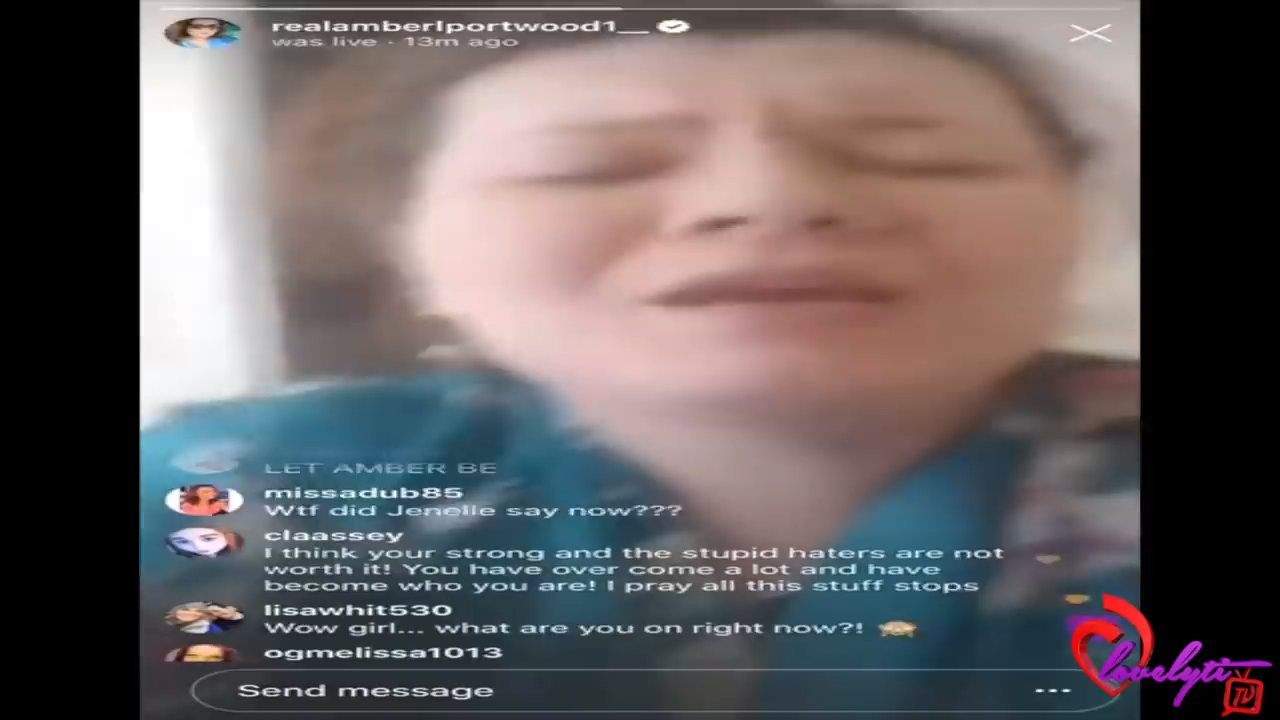 realamberlportwood1__
was live · 13m ago
LET AMBER BE
missadub85
Wtf did Jenelle say now???
claassey
I think your strong and the stupid haters are not
worth it! You have over come a lot and have
become who you are! I pray all this stuff stops
lisawhit530
Wow girl... what are you on right now?! 🙈
ogmelissa1013
Send message
lovelyti
TV